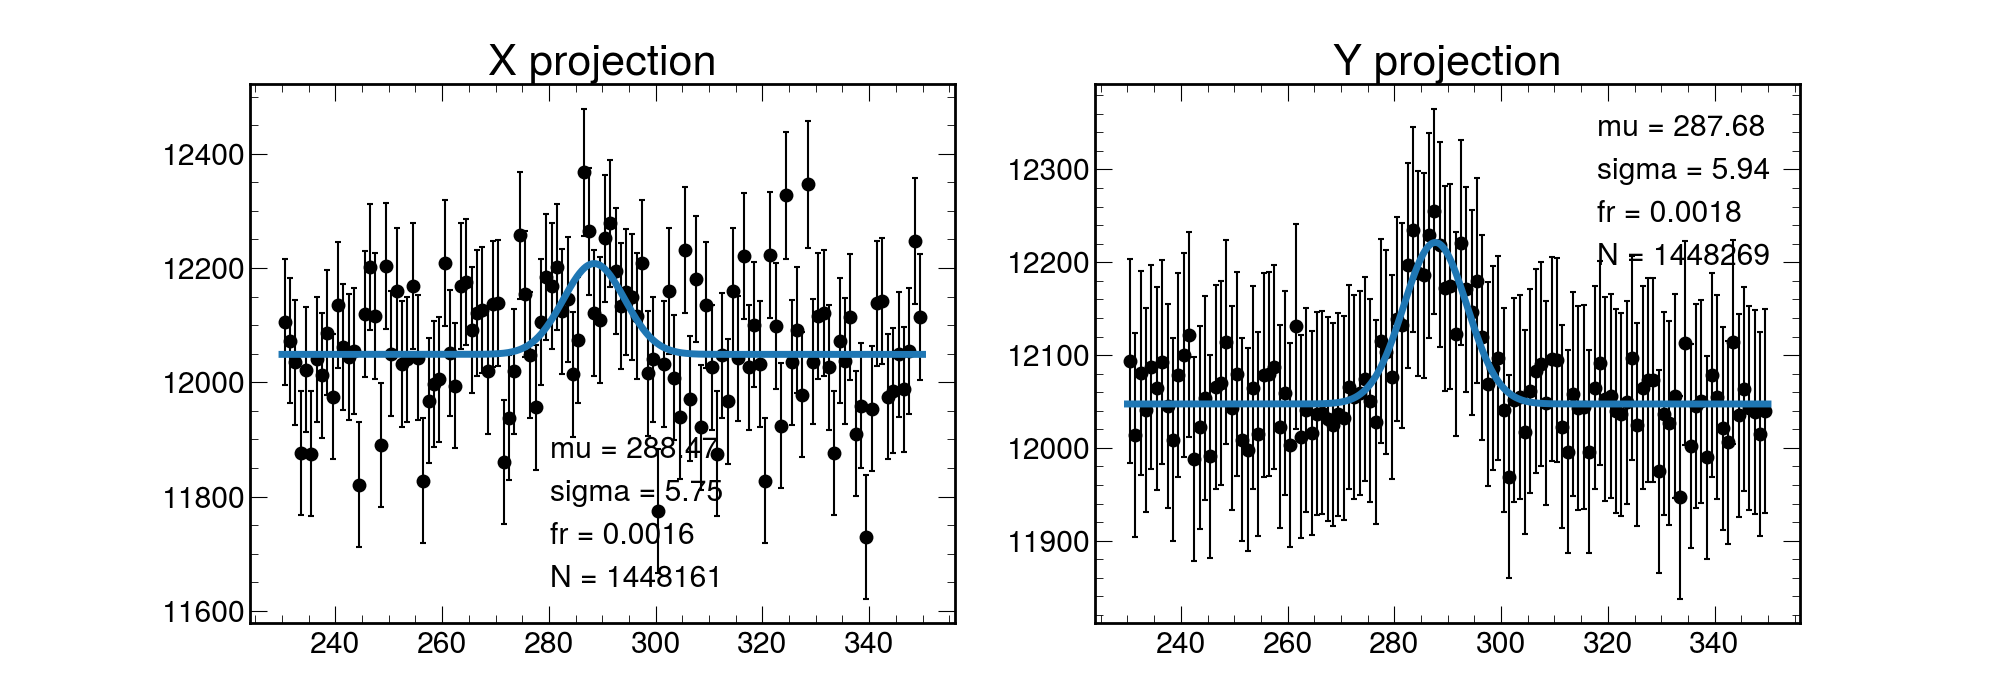 X projection
12400
12200
12000
11800
11600
240 260 280 300 320 340
mu = 288.47
sigma = 5.75
fr = 0.0016
N = 1448161
Y projection
12300
12200
12100
12000
11900
240 260 280 300 320 340
mu = 287.68
sigma = 5.94
fr = 0.0018
N = 1448269